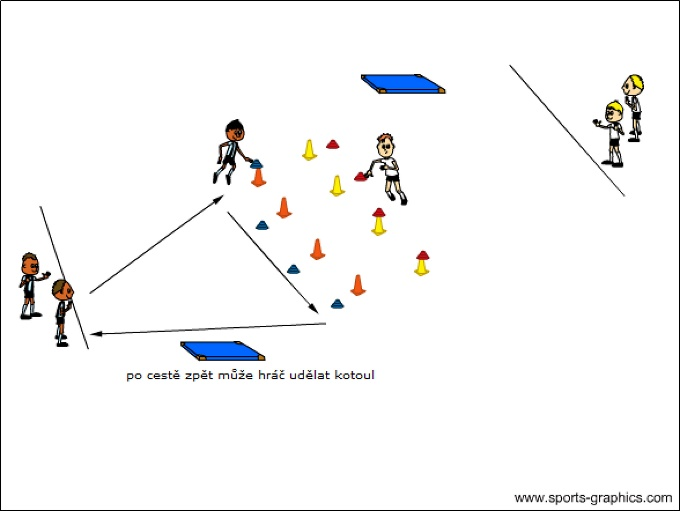 po cestě zpět může hráč udělat kotoul
www.sports-graphics.com